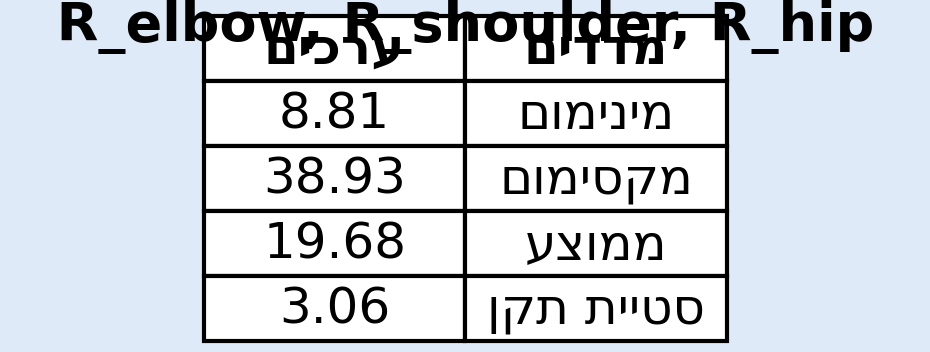 R_elbow, R_shoulder, R_hip
מדדים ערכים
מינימום 8.81
מקסימום 38.93
ממוצע 19.68
סטיית תקן 3.06